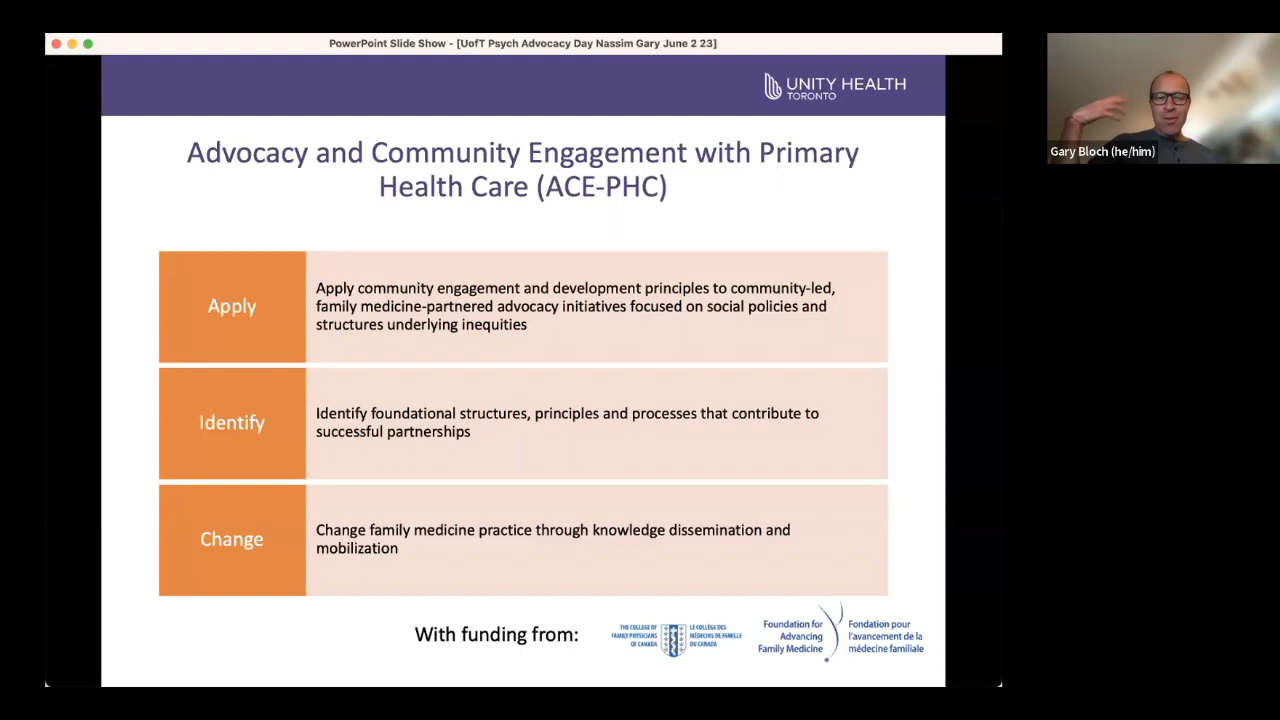 PowerPoint Slide Show - [UofT Psych Advocacy Day Nassim Gary June 2 23]
UNITY HEALTH
TORONTO
Gary Bloch (he/him)
Advocacy and Community Engagement with Primary
Health Care (ACE-PHC)
Apply
Apply community engagement and development principles to community-led,
family medicine-partnered advocacy initiatives focused on social policies and
structures underlying inequities
Identify
Identify foundational structures, principles and processes that contribute to
successful partnerships
Change
Change family medicine practice through knowledge dissemination and
mobilization
With funding from:
THE COLLEGE OF
FAMILY PHYSICIANS
OF CANADA
LE COLLÈGE DES
MÉDECINS DE FAMILLE
DU CANADA
Foundation for
Advancing
Family Medicine
Fondation pour
l'avancement de la
médecine familiale